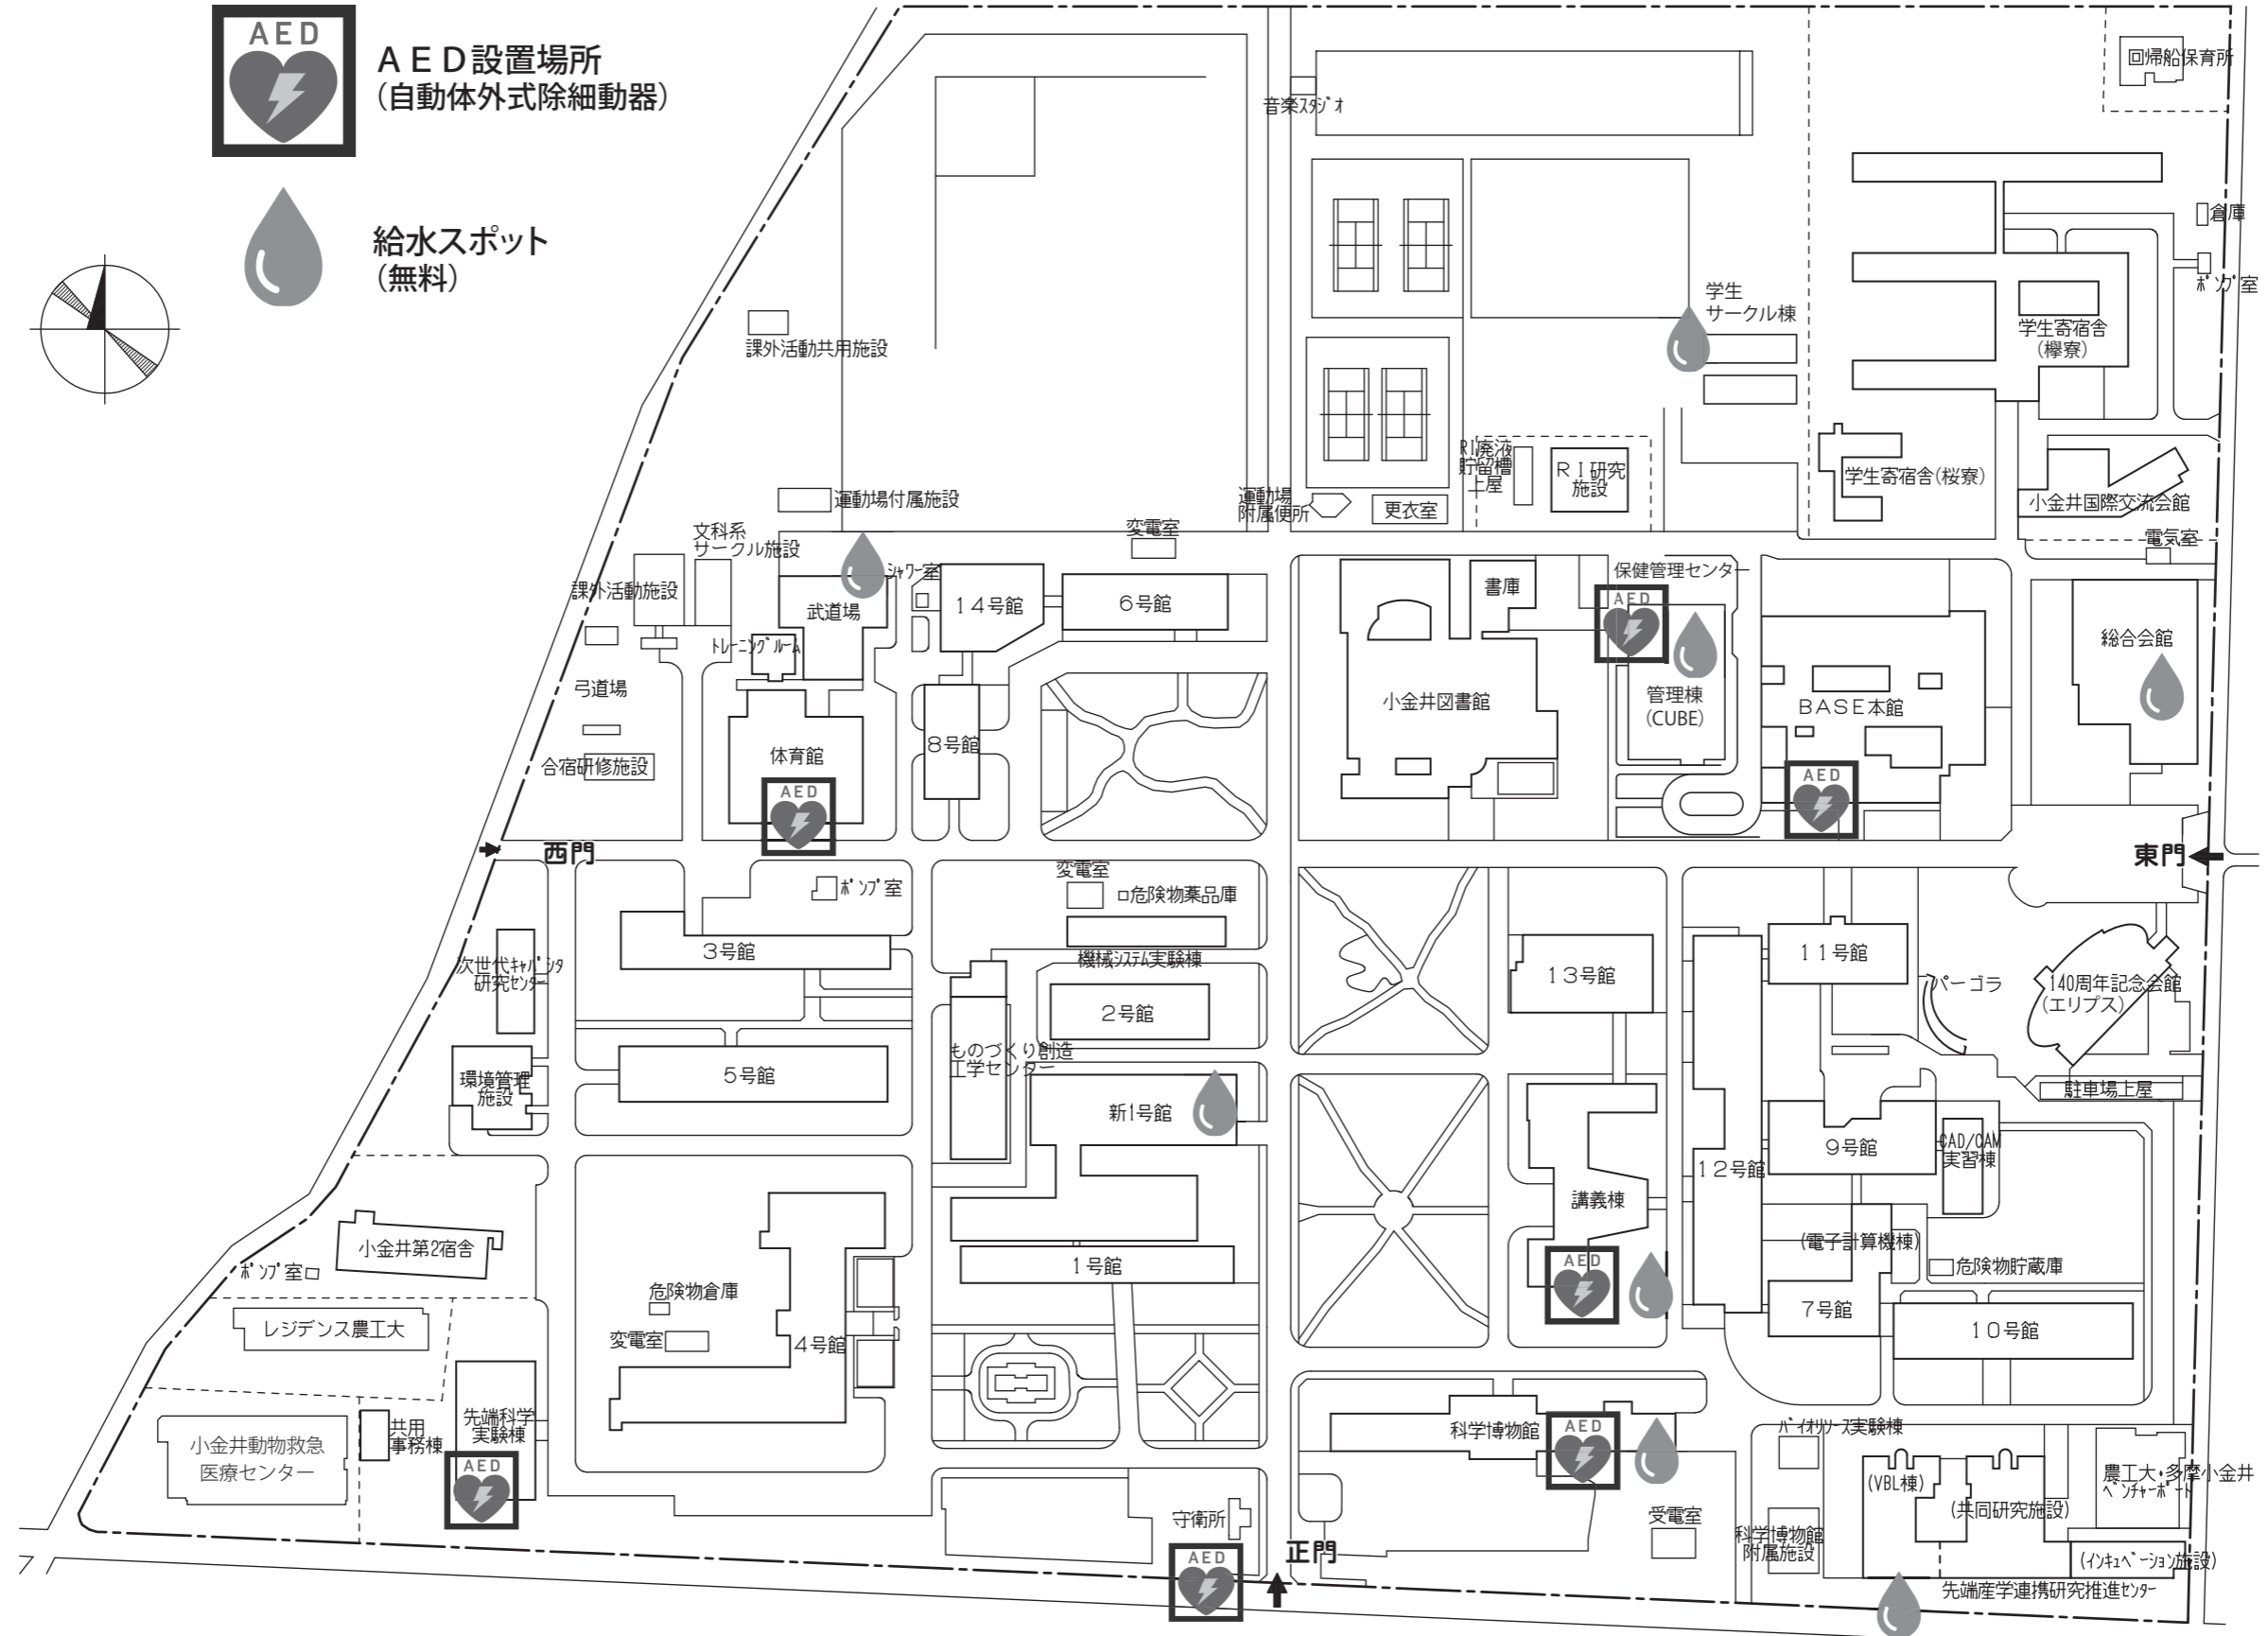 AED
AED設置場所
(自動体外式除細動器)
給水スポット
(無料)
回帰船保育所
音楽スタジオ
倉庫
ポンプ室
学生
サークル棟
学生寄宿舎
(欅寮)
課外活動共用施設
RI廃液
貯留槽
上屋
RI研究
施設
学生寄宿舎(桜寮)
小金井国際交流会館
運動場付属施設
運動場
附属便所
更衣室
電気室
文科系
サークル施設
変電室
シャワー室
課外活動施設
武道場
14号館
6号館
書庫
保健管理センター
AED
総合会館
トレーニングルーム
弓道場
小金井図書館
管理棟
(CUBE)
BASE本館
8号館
体育館
合宿研修施設
AED
AED
西門
東門
変電室
ポンプ室
危険物薬品庫
3号館
機械システム実験棟
次世代キャパシタ
研究センター
13号館
11号館
パーゴラ
140周年記念会館
(エリプス)
2号館
ものづくり創造
工学センター
5号館
環境管理
施設
新1号館
駐車場上屋
9号館
CAD/CAM
実習棟
12号館
講義棟
小金井第2宿舎
ポンプ室
(電子計算機棟)
1号館
AED
危険物貯蔵庫
危険物倉庫
7号館
10号館
レジデンス農工大
変電室
4号館
先端科学
実験棟
共用
事務棟
小金井動物救急
医療センター
AED
科学博物館
AED
バイオリソース実験棟
(VBL棟)
(共同研究施設)
農工大・多摩小金井
ベンチャーポート
守衛所
受電室
科学博物館
附属施設
正門
AED
(インキュベーション施設)
先端産学連携研究推進センター